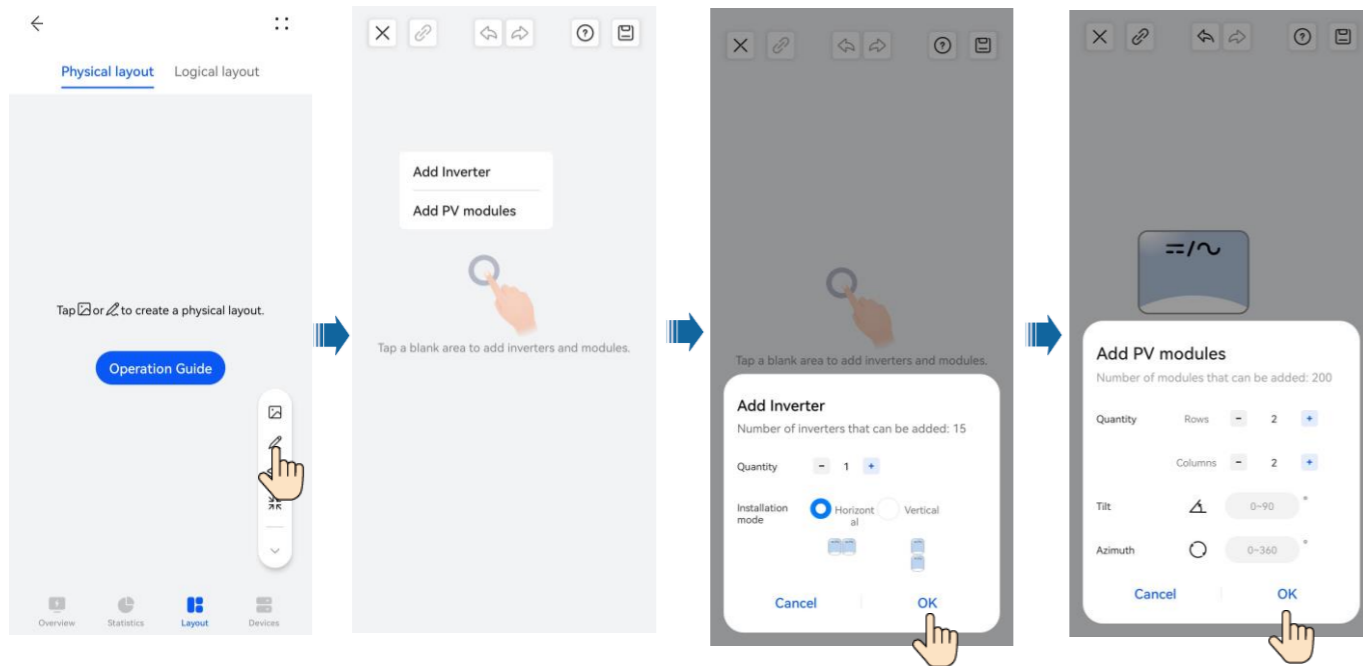 Physical layout Logical layout
Tap or to create a physical layout.
Operation Guide
Overview Statistics Layout Devices
Add Inverter
Add PV modules
Tap a blank area to add inverters and modules.
Tap a blank area to add inverters and modules.
Add Inverter
Number of inverters that can be added: 15
Quantity - 1 +
Installation
mode
Horizont
al
Vertical
Cancel OK
Add PV modules
Number of modules that can be added: 200
Quantity Rows - 2 +
Columns - 2 +
Tilt 0~90 °
Azimuth 0~360 °
Cancel OK